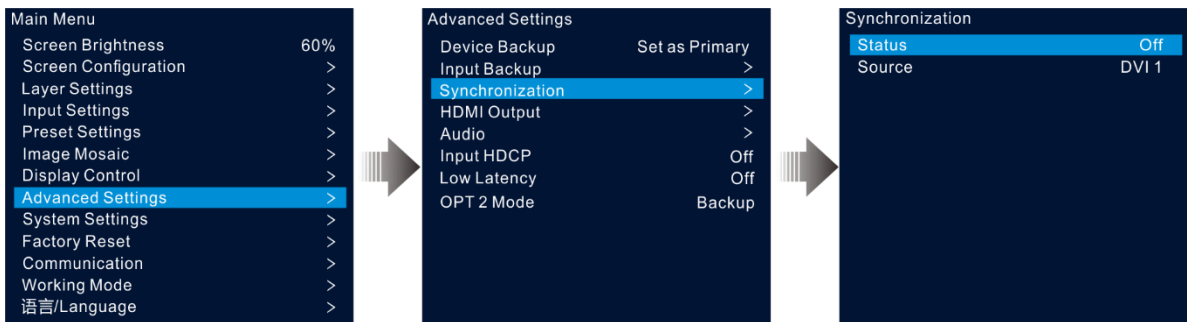 Main Menu
Screen Brightness 60%
Screen Configuration >
Layer Settings >
Input Settings >
Preset Settings >
Image Mosaic >
Display Control >
Advanced Settings >
System Settings >
Factory Reset >
Communication >
Working Mode >
语言/Language >
Advanced Settings
Device Backup Set as Primary
Input Backup >
Synchronization >
HDMI Output >
Audio >
Input HDCP Off
Low Latency Off
OPT 2 Mode Backup
Synchronization
Status Off
Source DVI 1